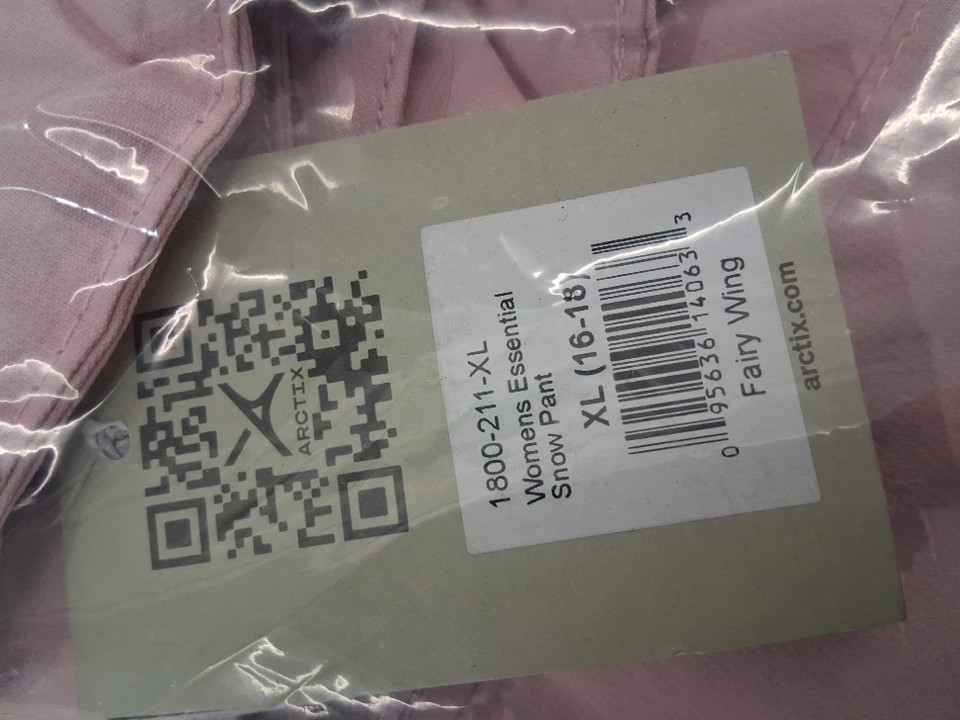 ARCTIX
1800-211-XL
Womens Essential
Snow Pant
XL (16-18)
0 95636 14063 3
Fairy Wing
arctix.com